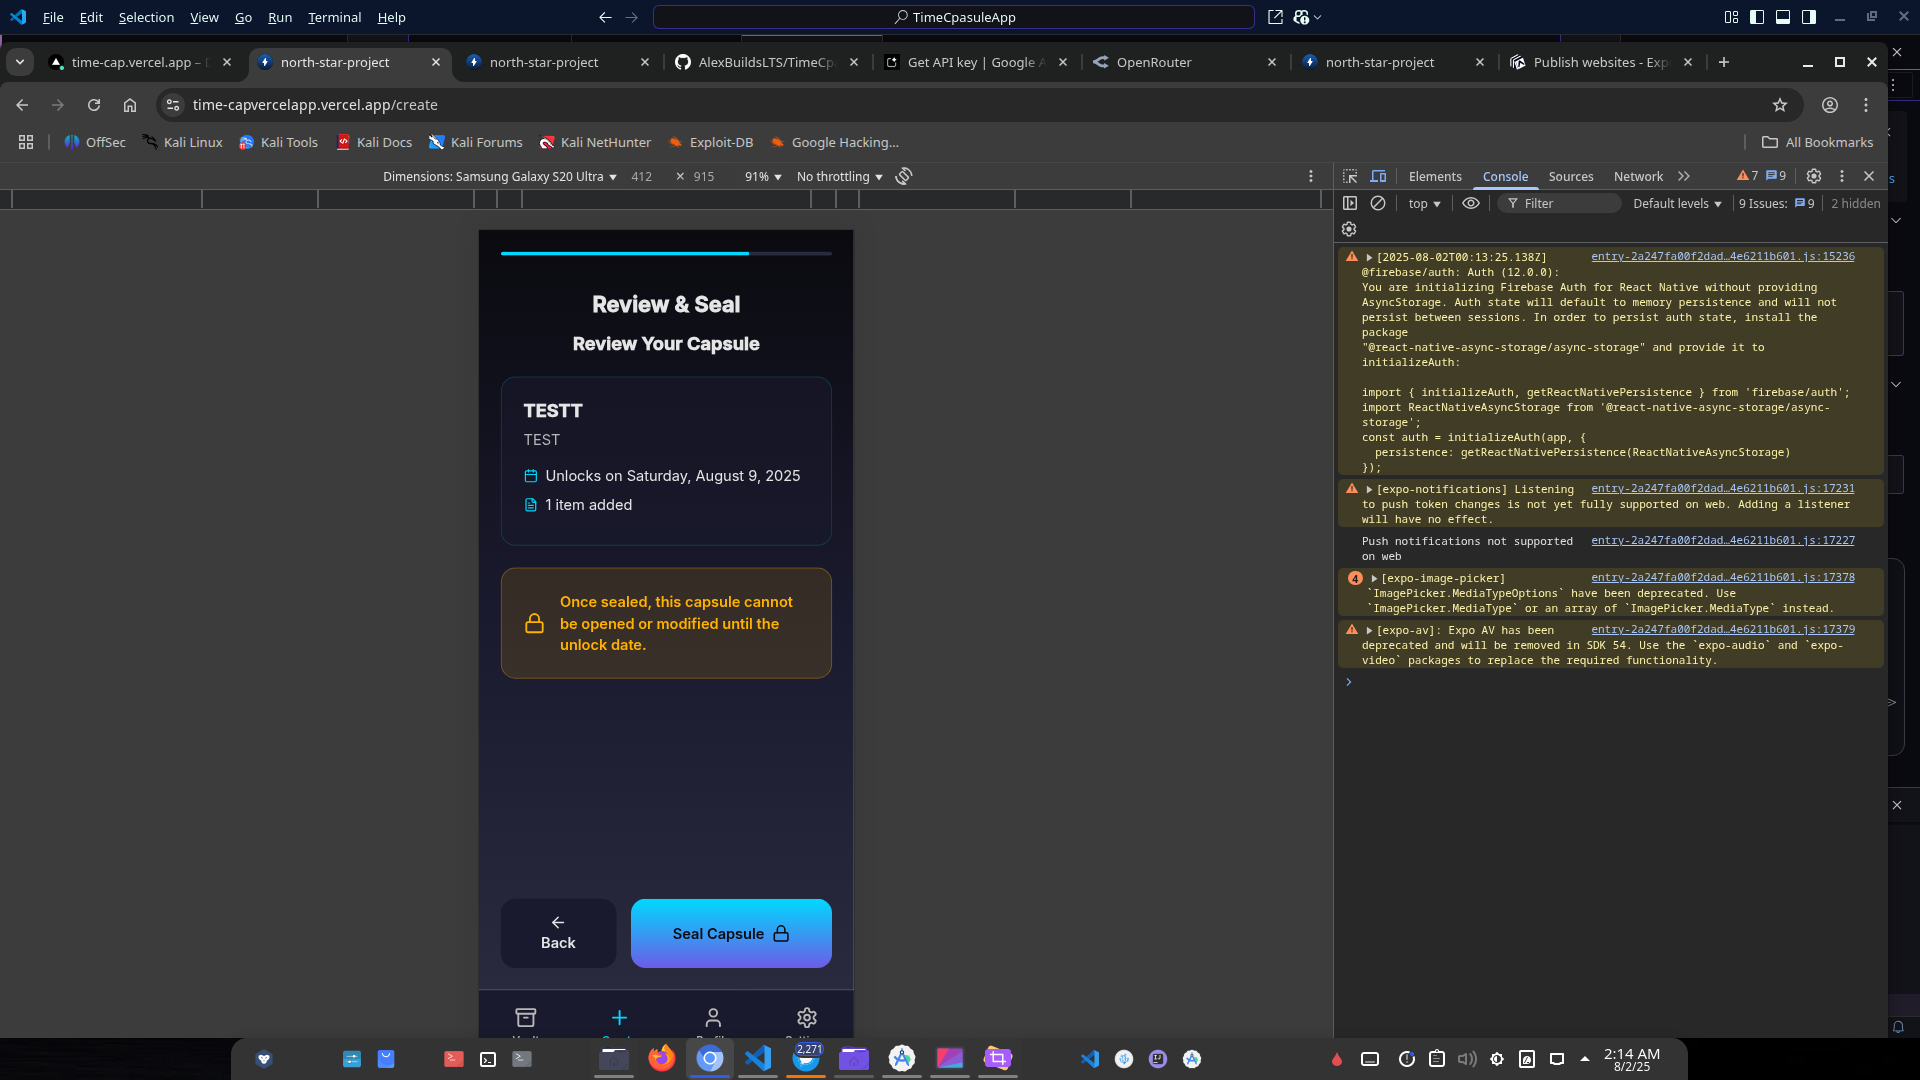 File Edit Selection View Go Run Terminal Help
TimeCpasuleApp
time-cap.vercel.app –
north-star-project
north-star-project
AlexBuildsLTS/TimeCp
Get API key | Google A
OpenRouter
north-star-project
Publish websites - Exp
time-capvercelapp.vercel.app/create
OffSec
Kali Linux
Kali Tools
Kali Docs
Kali Forums
Kali NetHunter
Exploit-DB
Google Hacking...
All Bookmarks
Dimensions: Samsung Galaxy S20 Ultra 412 × 915 91% No throttling
Elements Console Sources Network 7 9
top Filter Default levels 9 Issues: 9 2 hidden
Review & Seal
Review Your Capsule
TESTT
TEST
Unlocks on Saturday, August 9, 2025
1 item added
Once sealed, this capsule cannot
be opened or modified until the
unlock date.
Back
Seal Capsule
[2025-08-02T00:13:25.138Z] entry-2a247fa00f2dad…4e6211b601.js:15236
@firebase/auth: Auth (12.0.0):
You are initializing Firebase Auth for React Native without providing
AsyncStorage. Auth state will default to memory persistence and will not
persist between sessions. In order to persist auth state, install the
package
"@react-native-async-storage/async-storage" and provide it to
initializeAuth:
import { initializeAuth, getReactNativePersistence } from 'firebase/auth';
import ReactNativeAsyncStorage from '@react-native-async-storage/async-
storage';
const auth = initializeAuth(app, {
persistence: getReactNativePersistence(ReactNativeAsyncStorage)
});
[expo-notifications] Listening entry-2a247fa00f2dad…4e6211b601.js:17231
to push token changes is not yet fully supported on web. Adding a listener
will have no effect.
Push notifications not supported entry-2a247fa00f2dad…4e6211b601.js:17227
on web
4 [expo-image-picker] entry-2a247fa00f2dad…4e6211b601.js:17378
`ImagePicker.MediaTypeOptions` have been deprecated. Use
`ImagePicker.MediaType` or an array of `ImagePicker.MediaType` instead.
[expo-av]: Expo AV has been entry-2a247fa00f2dad…4e6211b601.js:17379
deprecated and will be removed in SDK 54. Use the `expo-audio` and `expo-
video` packages to replace the required functionality.
2,271
2:14 AM
8/2/25